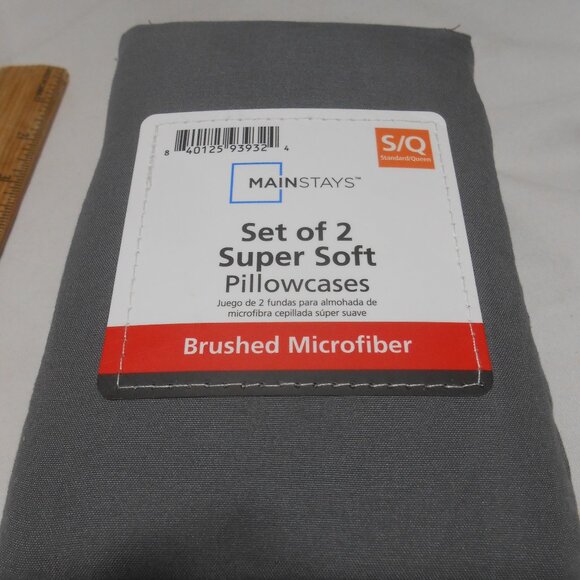 8 40125 93932 4
S/Q
Standard/Queen
MAINSTAYS™
Set of 2
Super Soft
Pillowcases
Juego de 2 fundas para almohada de
microfibra cepillada súper suave
Brushed Microfiber